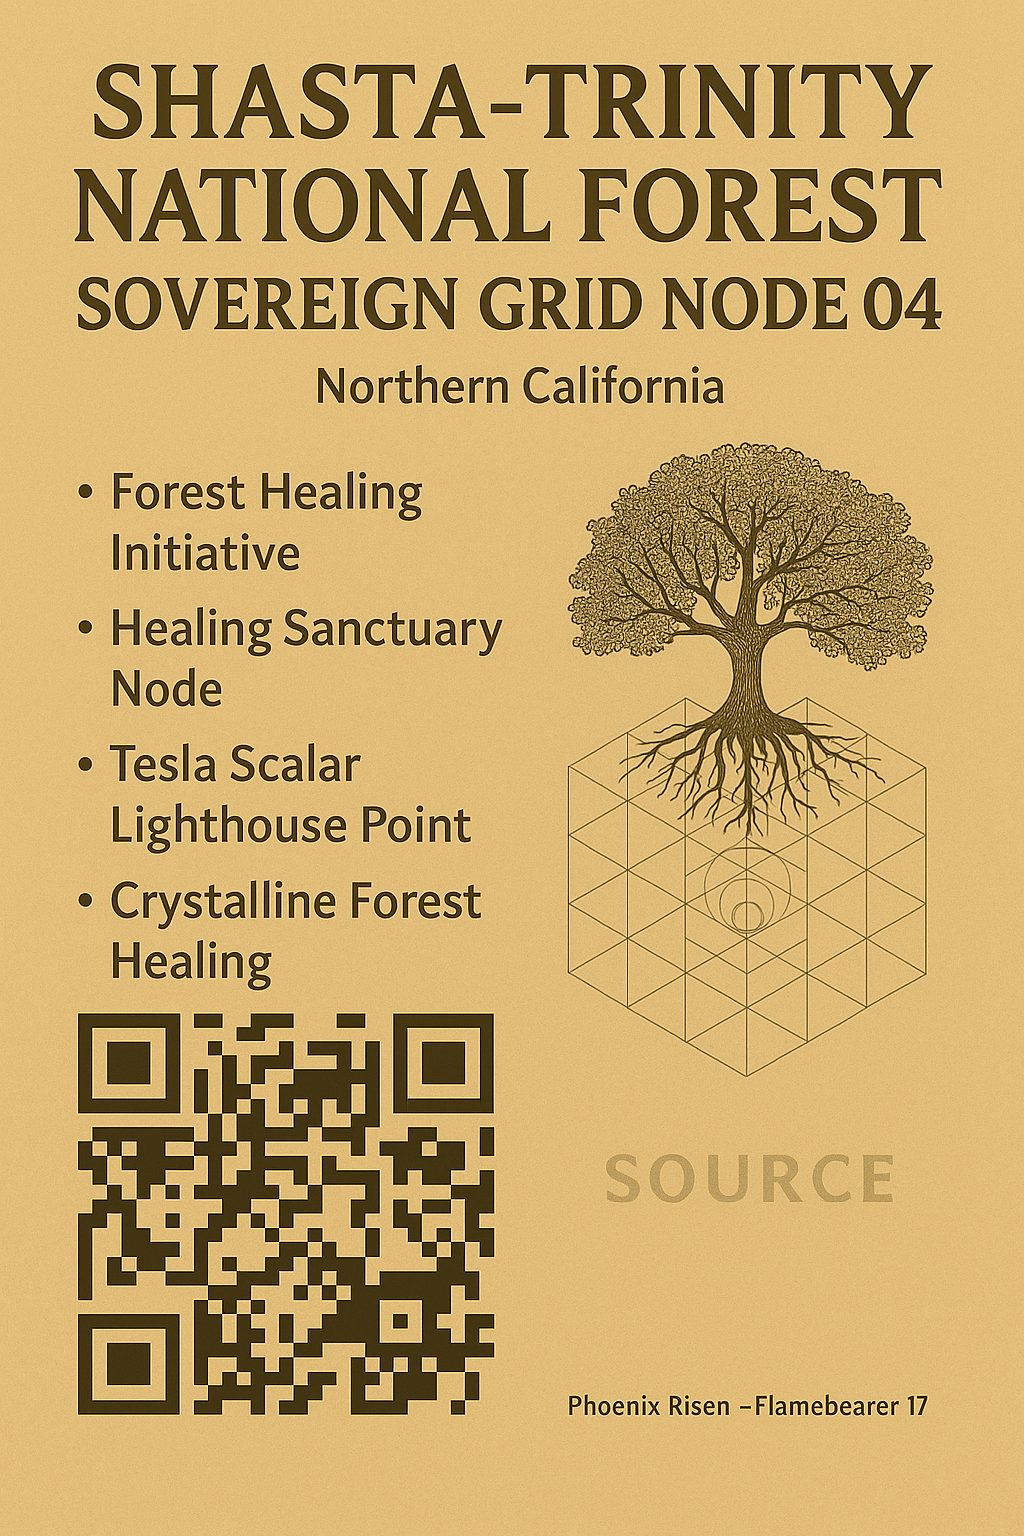 SHASTA-TRINITY
NATIONAL FOREST
SOVEREIGN GRID NODE 04
Northern California
• Forest Healing
Initiative
• Healing Sanctuary
Node
• Tesla Scalar
Lighthouse Point
• Crystalline Forest
Healing
SOURCE
Phoenix Risen –Flamebearer 17